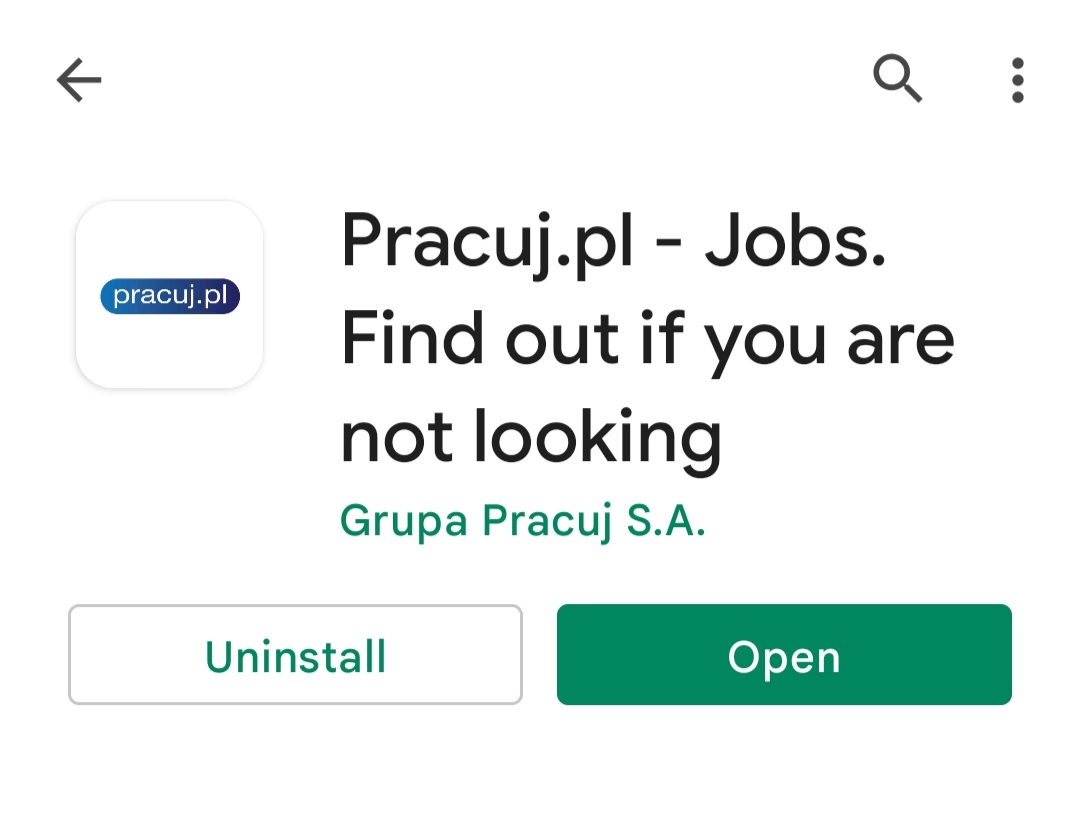 pracuj.pl
Pracuj.pl - Jobs.
Find out if you are
not looking
Grupa Pracuj S.A.
Uninstall
Open